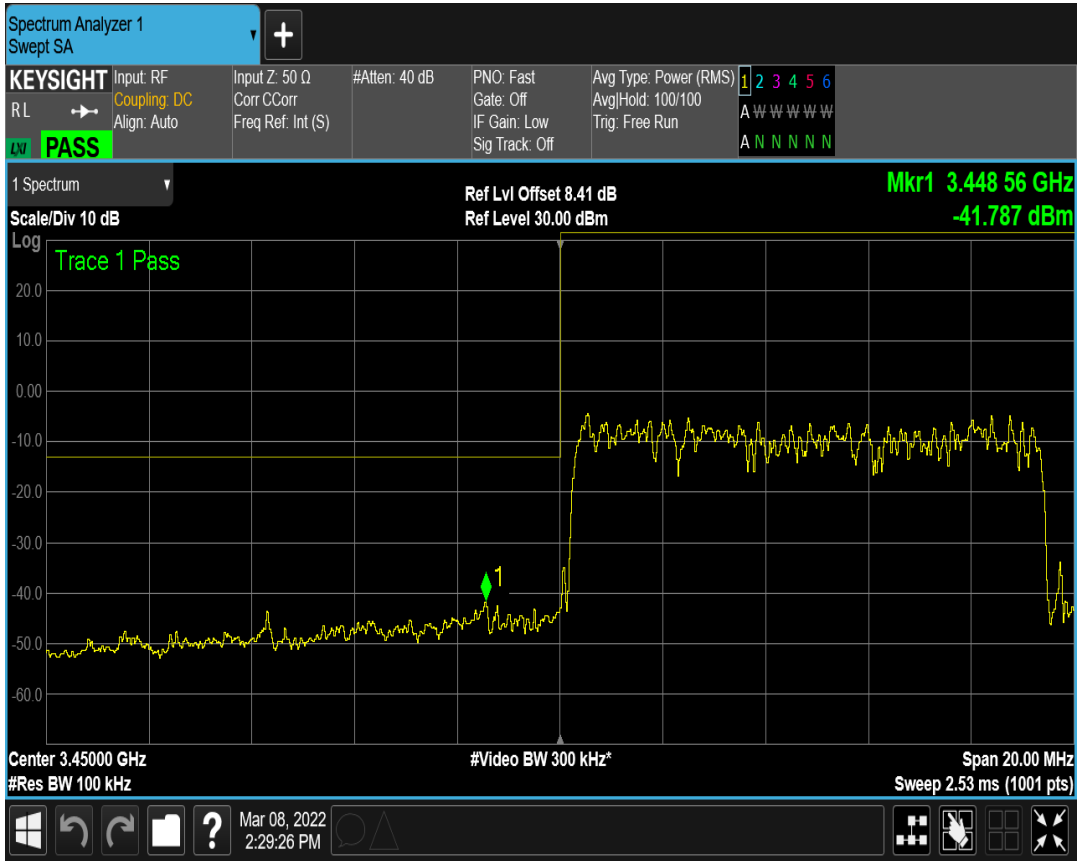 Spectrum Analyzer 1
Swept SA
+
KEYSIGHT
R L
LXI PASS
Input: RF
Coupling: DC
Align: Auto
Input Z: 50 Ω
Corr CCorr
Freq Ref: Int (S)
#Atten: 40 dB
PNO: Fast
Gate: Off
IF Gain: Low
Sig Track: Off
Avg Type: Power (RMS)
Avg|Hold: 100/100
Trig: Free Run
1 2 3 4 5 6
A W W W W W
A N N N N N
1 Spectrum
Scale/Div 10 dB
Ref Lvl Offset 8.41 dB
Ref Level 30.00 dBm
Mkr1 3.448 56 GHz
-41.787 dBm
Log
Trace 1 Pass
20.0
10.0
0.00
-10.0
-20.0
-30.0
1
-40.0
-50.0
-60.0
Center 3.45000 GHz
#Res BW 100 kHz
#Video BW 300 kHz*
Span 20.00 MHz
Sweep 2.53 ms (1001 pts)
?
Mar 08, 2022
2:29:26 PM